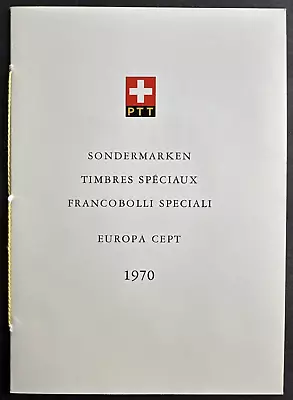 PTT
SONDERMARKEN
TIMBRES SPÉCIAUX
FRANCOBOLLI SPECIALI
EUROPA CEPT
1970